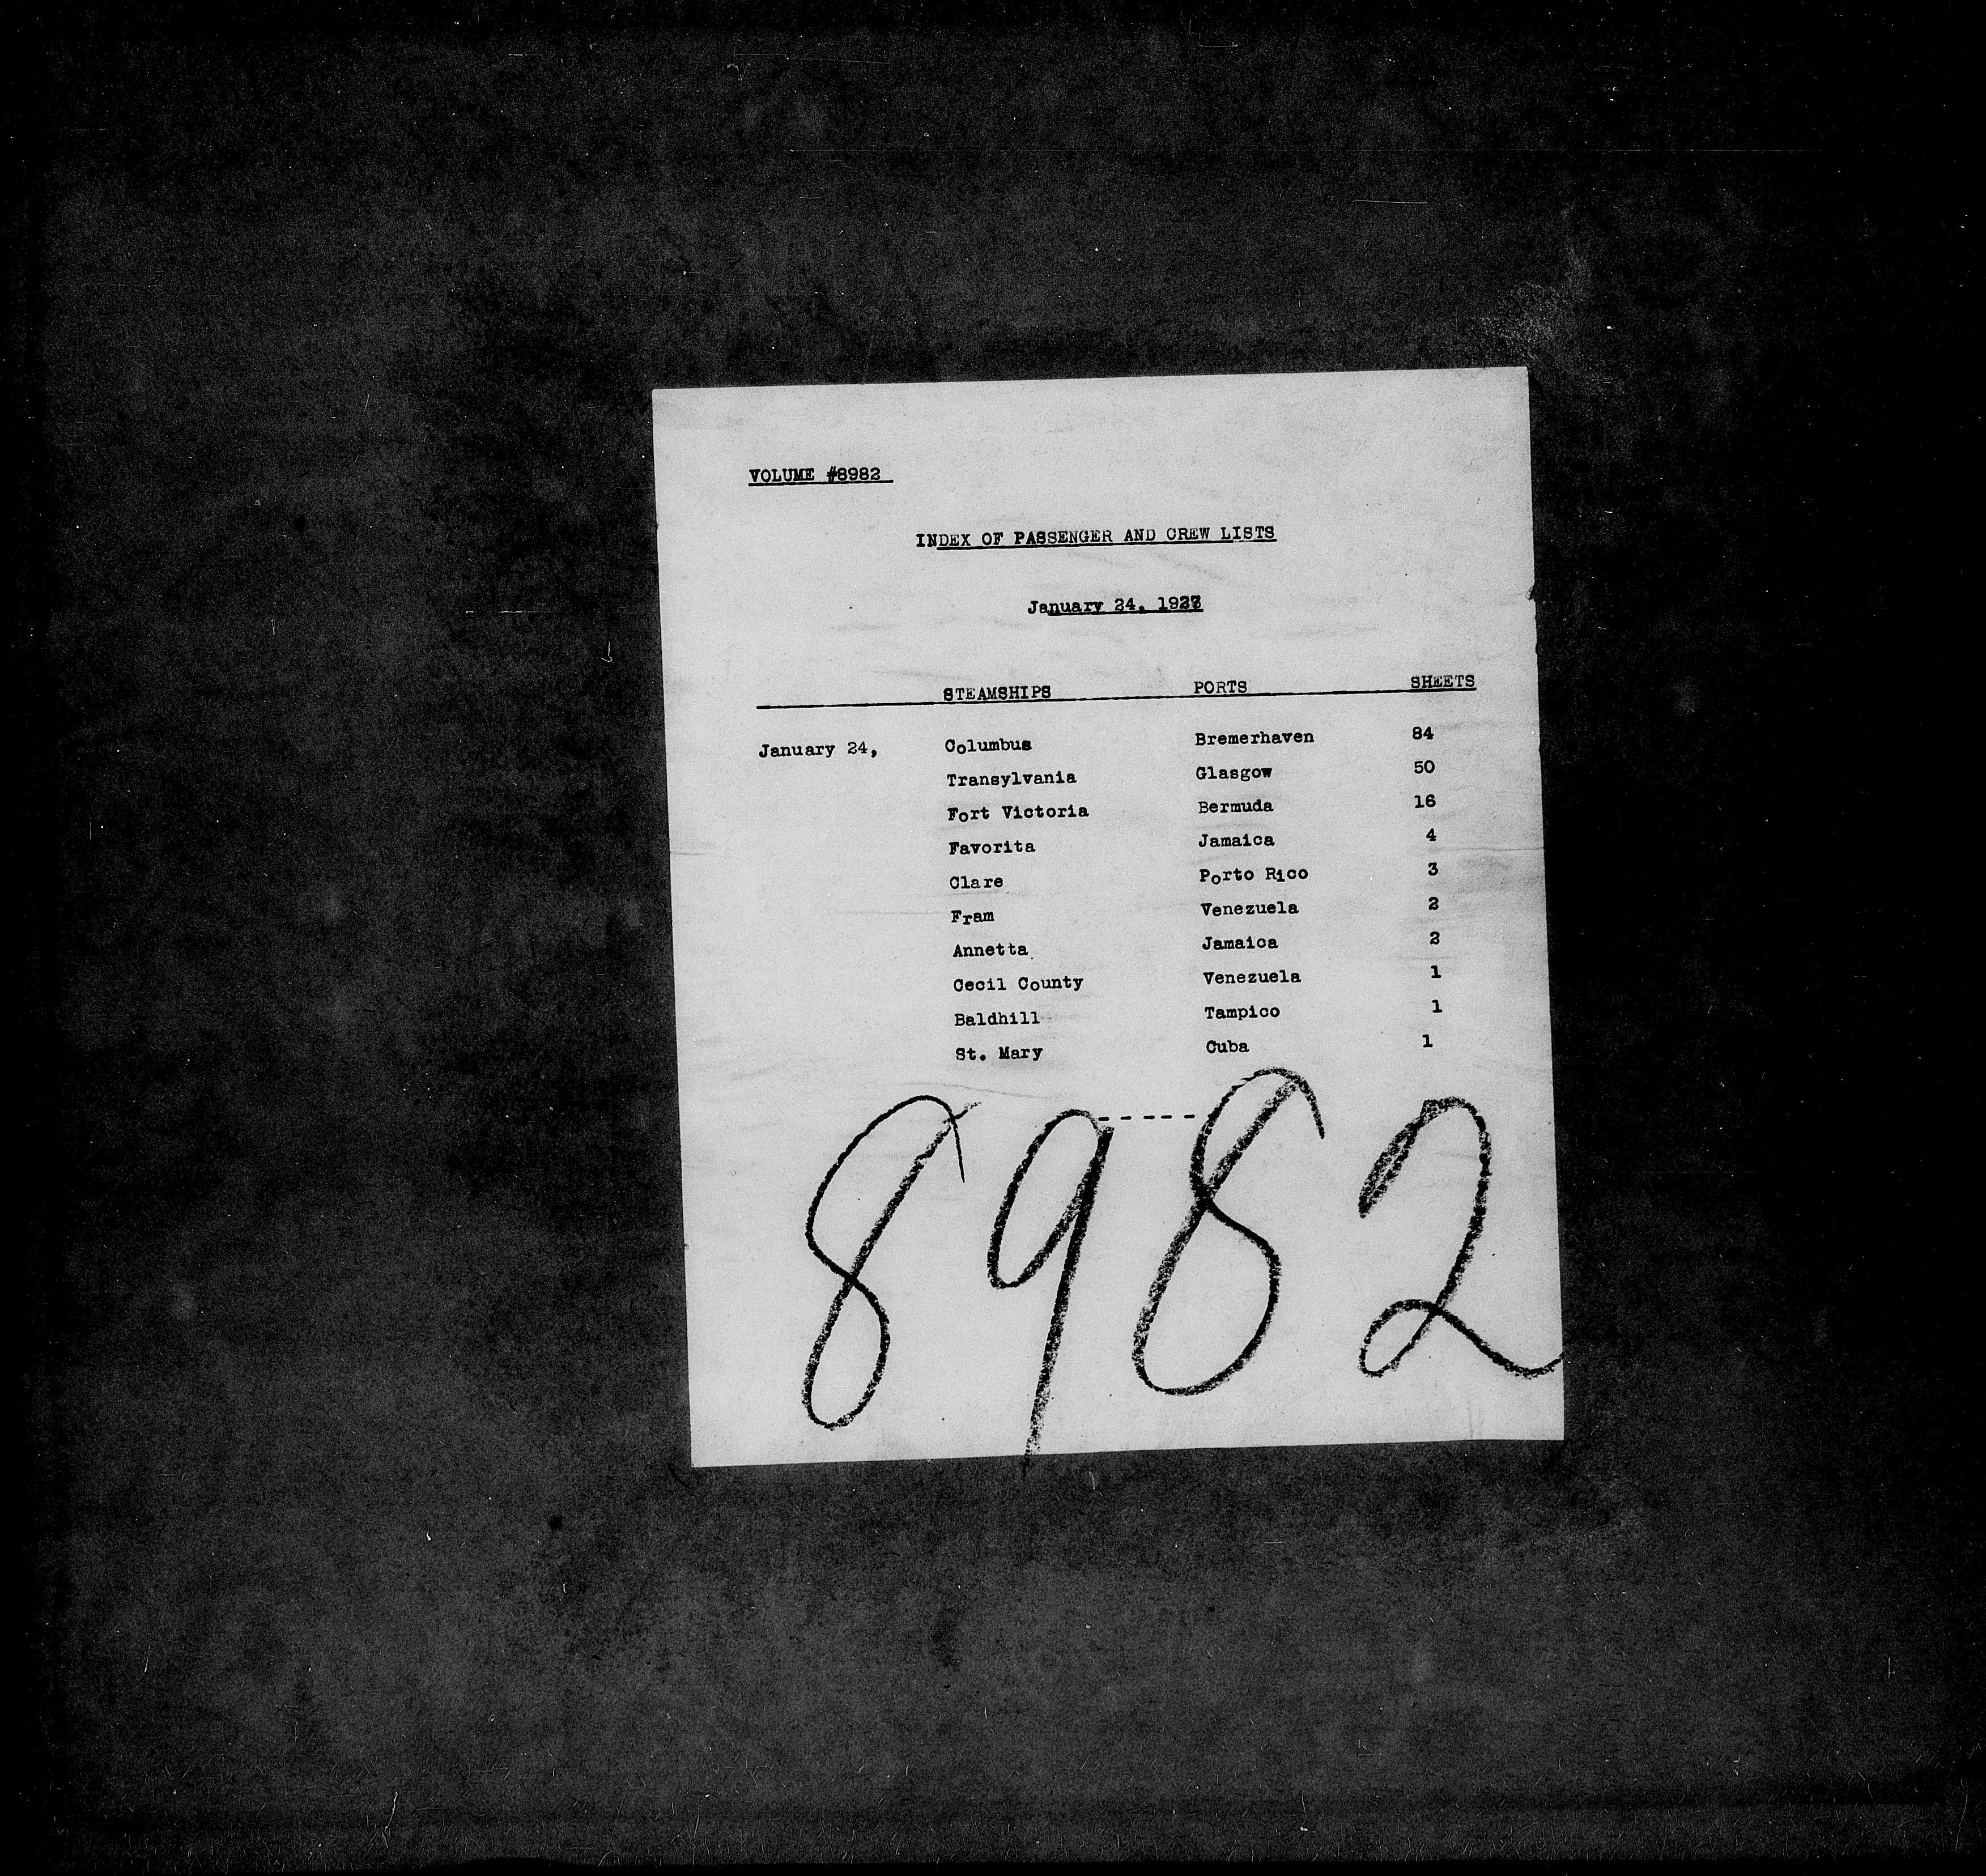 VOLUME #8982
INDEX OF PASSENGER AND CREW LISTS
January 24, 1927
STEAMSHIPS PORTS SHEETS
January 24, Columbus Bremerhaven 84
Transylvania Glasgow 50
Fort Victoria Bermuda 16
Favorita Jamaica 4
Clare Porto Rico 3
Fram Venezuela 2
Annetta Jamaica 2
Cecil County Venezuela 1
Baldhill Tampico 1
St. Mary Cuba 1
-----
8982